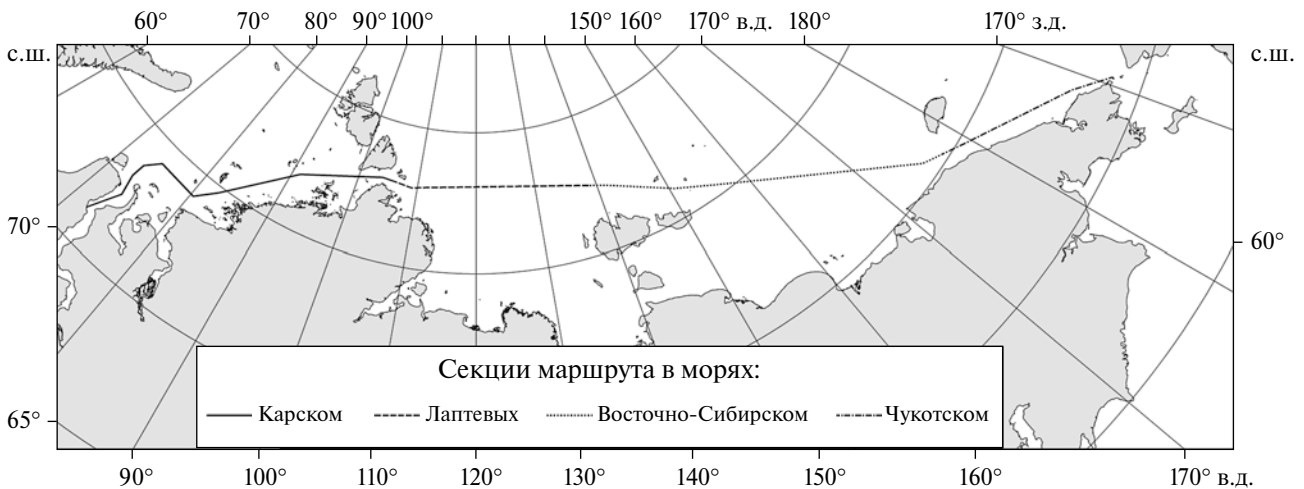 60° 70° 80° 90° 100° 150° 160° 170° в.д. 180° 170° з.д.
с.ш. с.ш.
70° 60°
65°
Секции маршрута в морях:
Карском Лаптевых Восточно-Сибирском Чукотском
90° 100° 110° 120° 130° 140° 150° 160° 170° в.д.